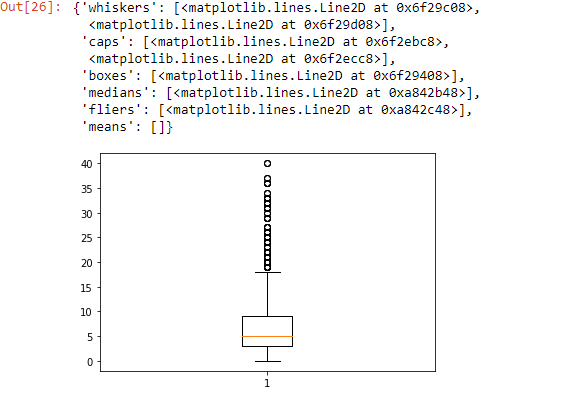 Out[26]: {'whiskers': [<matplotlib.lines.Line2D at 0x6f29c08>,
<matplotlib.lines.Line2D at 0x6f29d08>],
'caps': [<matplotlib.lines.Line2D at 0x6f2ebc8>,
<matplotlib.lines.Line2D at 0x6f2ecc8>],
'boxes': [<matplotlib.lines.Line2D at 0x6f29408>],
'medians': [<matplotlib.lines.Line2D at 0xa842b48>],
'fliers': [<matplotlib.lines.Line2D at 0xa842c48>],
'means': []}
40
35
30
25
20
15
10
5
0
1